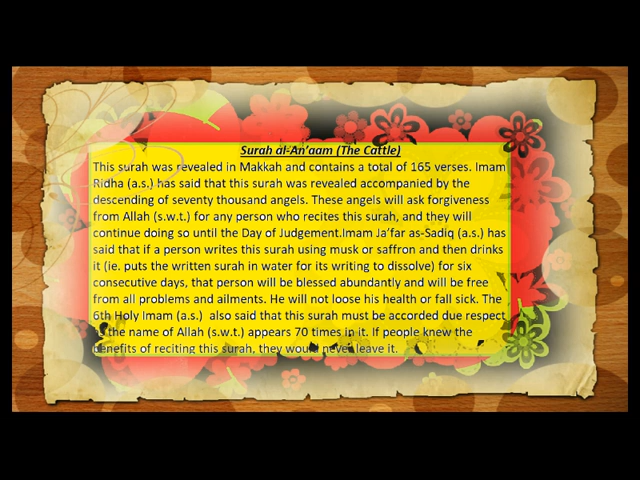 Surah al-An'aam (The Cattle)
This surah was revealed in Makkah and contains a total of 165 verses. Imam
Ridha (a.s.) has said that this surah was revealed accompanied by the
descending of seventy thousand angels. These angels will ask forgiveness
from Allah (s.w.t.) for any person who recites this surah, and they will
continue doing so until the Day of Judgement.Imam Ja'far as-Sadiq (a.s.) has
said that if a person writes this surah using musk or saffron and then drinks
it (ie. puts the written surah in water for its writing to dissolve) for six
consecutive days, that person will be blessed abundantly and will be free
from all problems and ailments. He will not loose his health or fall sick. The
6th Holy Imam (a.s.) also said that this surah must be accorded due respect
as the name of Allah (s.w.t.) appears 70 times in it. If people knew the
benefits of reciting this surah, they would never leave it.